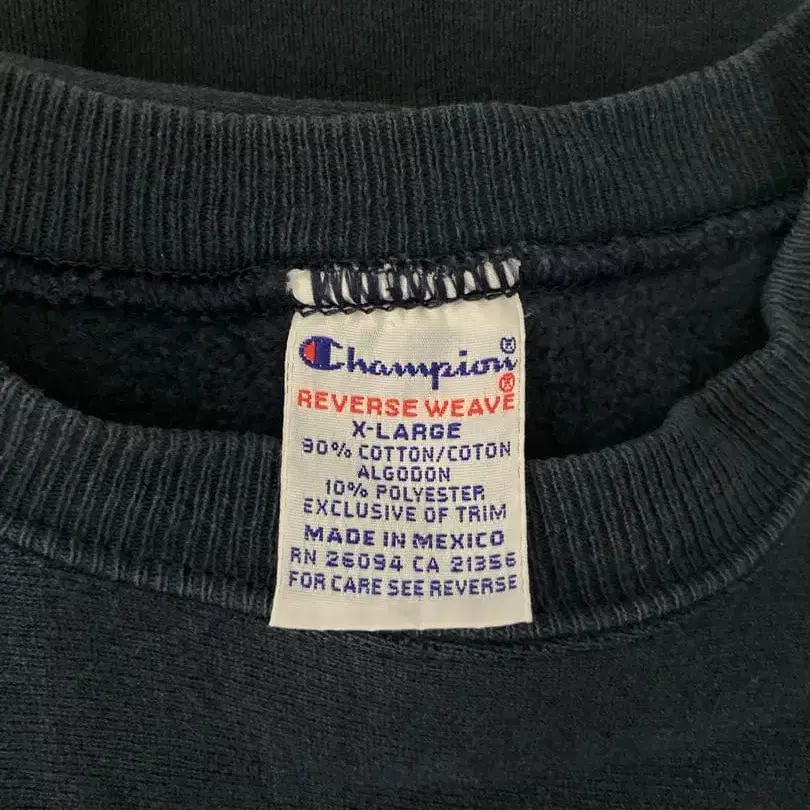 Champion®
REVERSE WEAVE®
X-LARGE
90% COTTON/COTON
ALGODON
10% POLYESTER
EXCLUSIVE OF TRIM
MADE IN MEXICO
RN 26094 CA 21356
FOR CARE SEE REVERSE